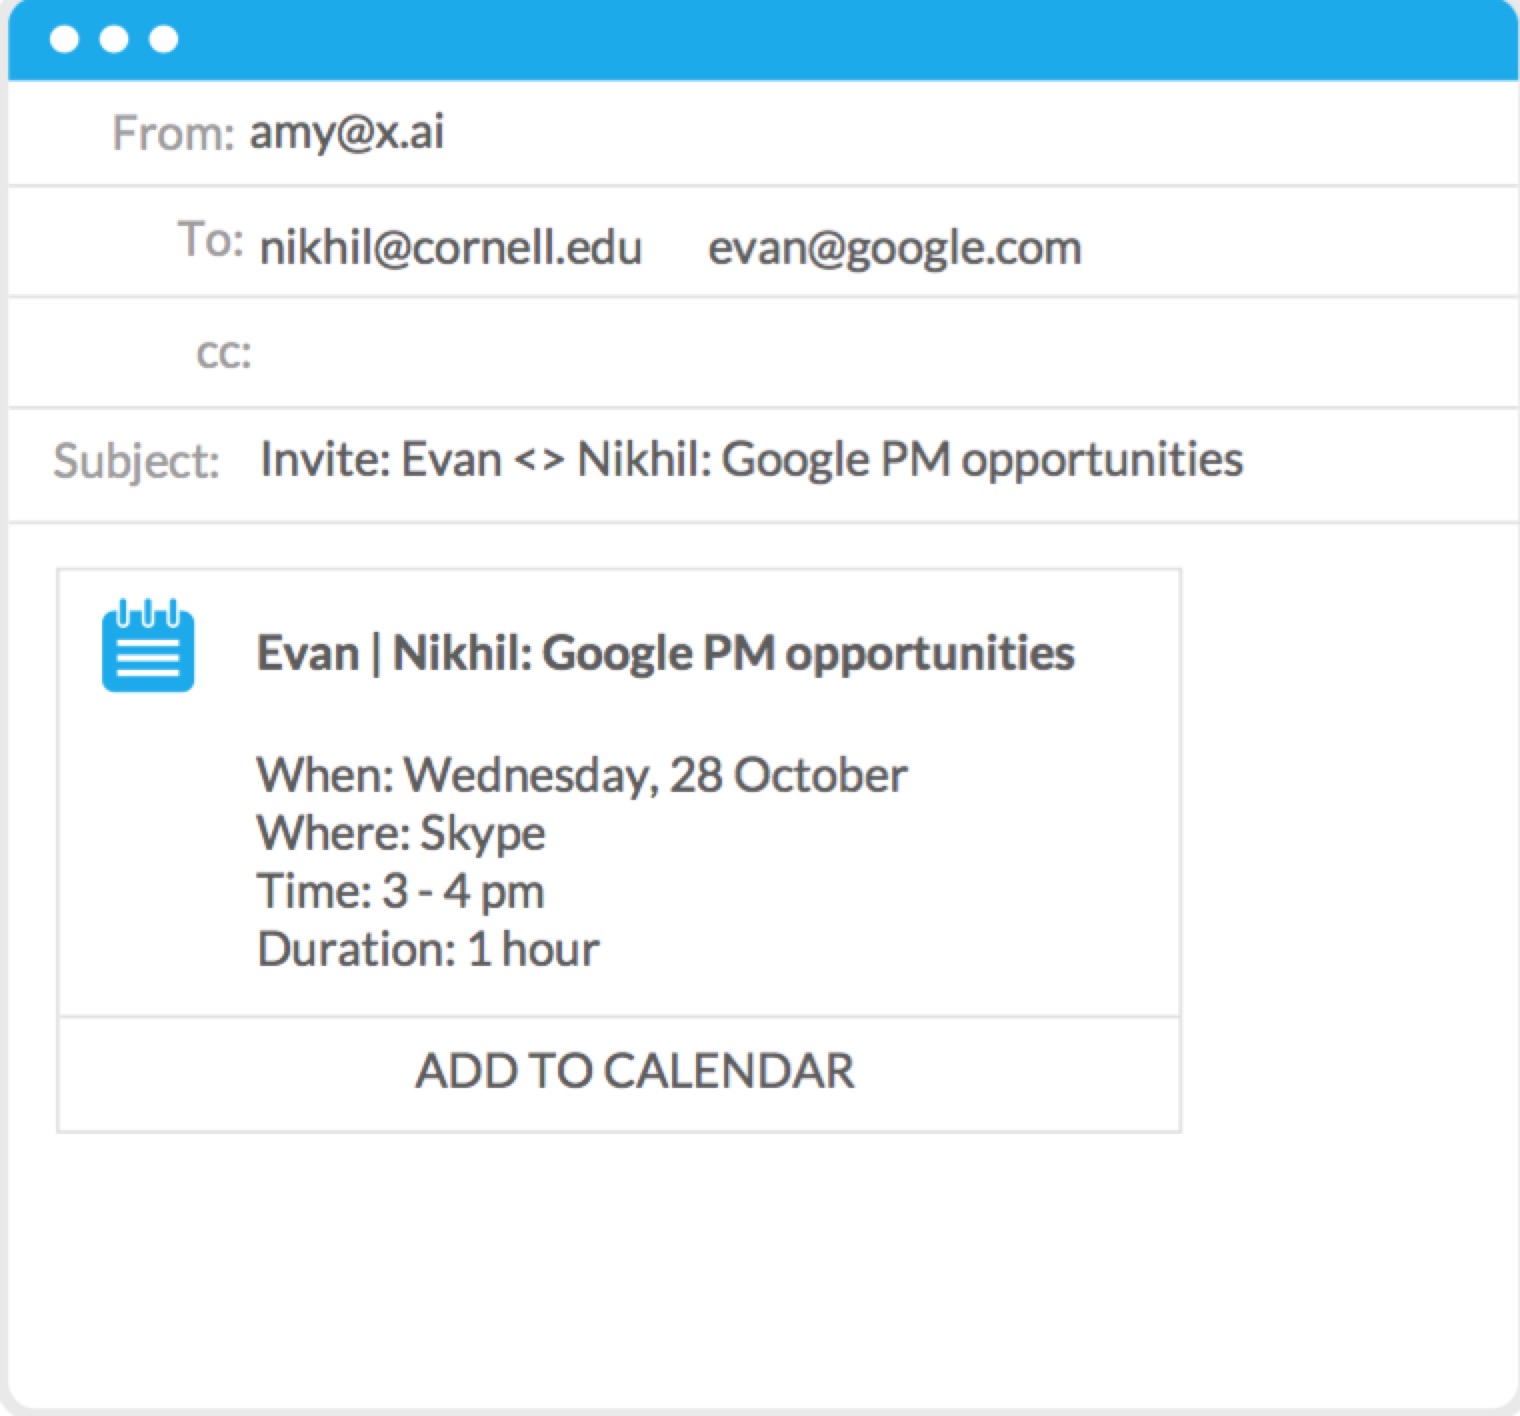 From: amy@x.ai
To: nikhil@cornell.edu evan@google.com
cc:
Subject: Invite: Evan <> Nikhil: Google PM opportunities
Evan | Nikhil: Google PM opportunities
When: Wednesday, 28 October
Where: Skype
Time: 3 - 4 pm
Duration: 1 hour
ADD TO CALENDAR